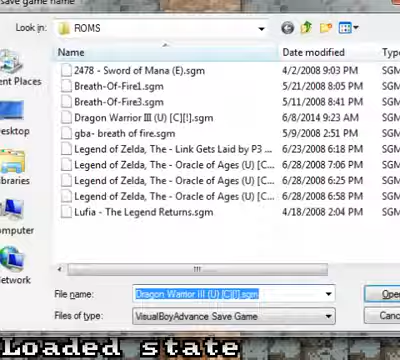 save game name
Look in: ROMS
Name Date modified Type
2478 - Sword of Mana (E).sgm 4/2/2008 9:03 PM SGM
Breath-Of-Fire1.sgm 5/21/2008 8:05 PM SGM
Breath-Of-Fire3.sgm 5/11/2008 8:41 PM SGM
Dragon Warrior III (U) [C][!].sgm 6/8/2014 9:23 AM SGM
gba- breath of fire.sgm 5/9/2008 2:51 PM SGM
Legend of Zelda, The - Link Gets Laid by P3 ... 6/23/2008 6:18 PM SGM
Legend of Zelda, The - Oracle of Ages (U) [C... 6/28/2008 7:06 PM SGM
Legend of Zelda, The - Oracle of Ages (U) [C... 6/28/2008 6:25 PM SGM
Legend of Zelda, The - Oracle of Ages (U) [C... 6/28/2008 6:58 PM SGM
Lufia - The Legend Returns.sgm 4/18/2008 2:04 PM SGM
ent Places
Desktop
braries
omputer
etwork
File name: Dragon Warrior III (U) [C][!].sgm Open
Files of type: VisualBoyAdvance Save Game Canc
Loaded state